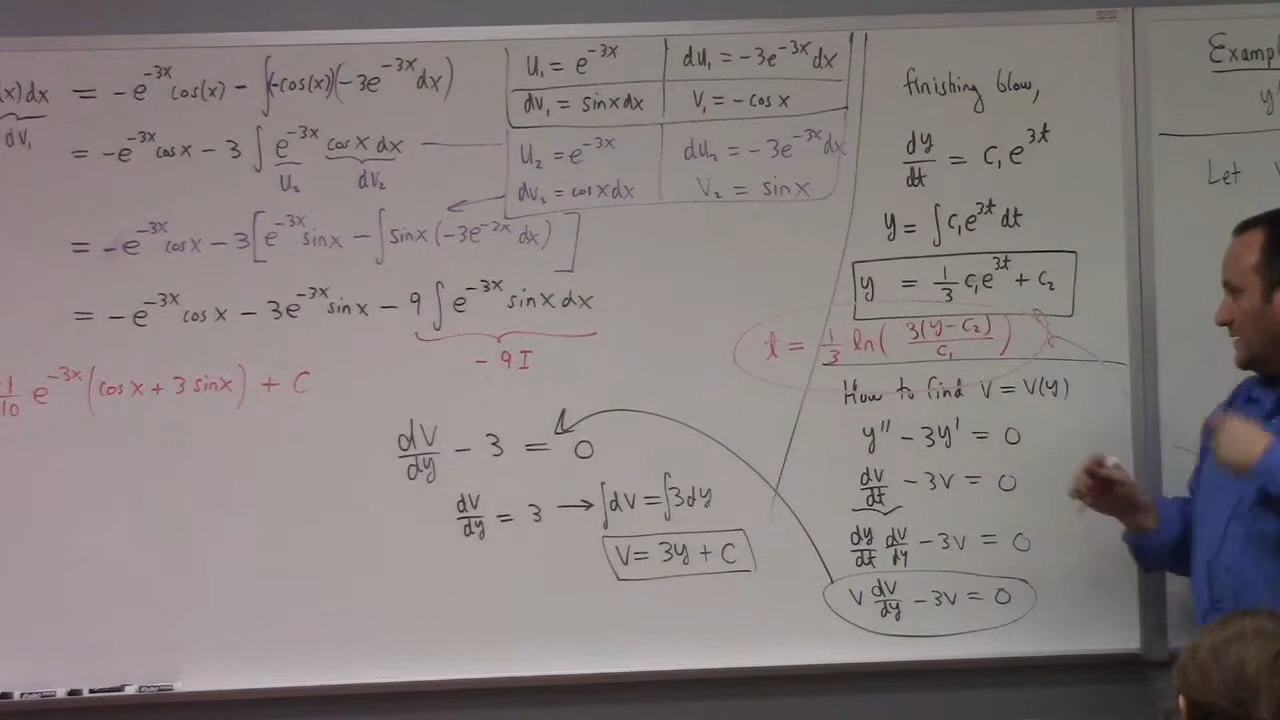 (x)dx = -e^{-3x} cos(x) - ∫(-cos(x))(-3e^{-3x} dx)
dv₁
= -e^{-3x} cos x - 3 ∫ e^{-3x} cos x dx
u₂ dv₂
= -e^{-3x} cos x - 3[e^{-3x} sin x - ∫ sin x (-3e^{-3x} dx)]
= -e^{-3x} cos x - 3e^{-3x} sin x - 9 ∫ e^{-3x} sin x dx
- 9I
1/10 e^{-3x} (cos x + 3 sin x) + C
u₁ = e^{-3x} du₁ = -3e^{-3x} dx
dv₁ = sin x dx v₁ = -cos x
u₂ = e^{-3x} du₂ = -3e^{-3x} dx
dv₂ = cos x dx v₂ = sin x
dv/dy - 3 = 0
dv/dy = 3 → ∫dv = ∫3dy
v = 3y + C
finishing blow,
dy/dt = c₁e^{3t}
y = ∫c₁e^{3t} dt
y = 1/3 c₁e^{3t} + c₂
t = 1/3 ln( 3(y - c₂)/c₁ )
How to find v = v(y)
y'' - 3y' = 0
dv/dt - 3v = 0
dy/dt dv/dy - 3v = 0
v dv/dy - 3v = 0
Exampl
y''
Let